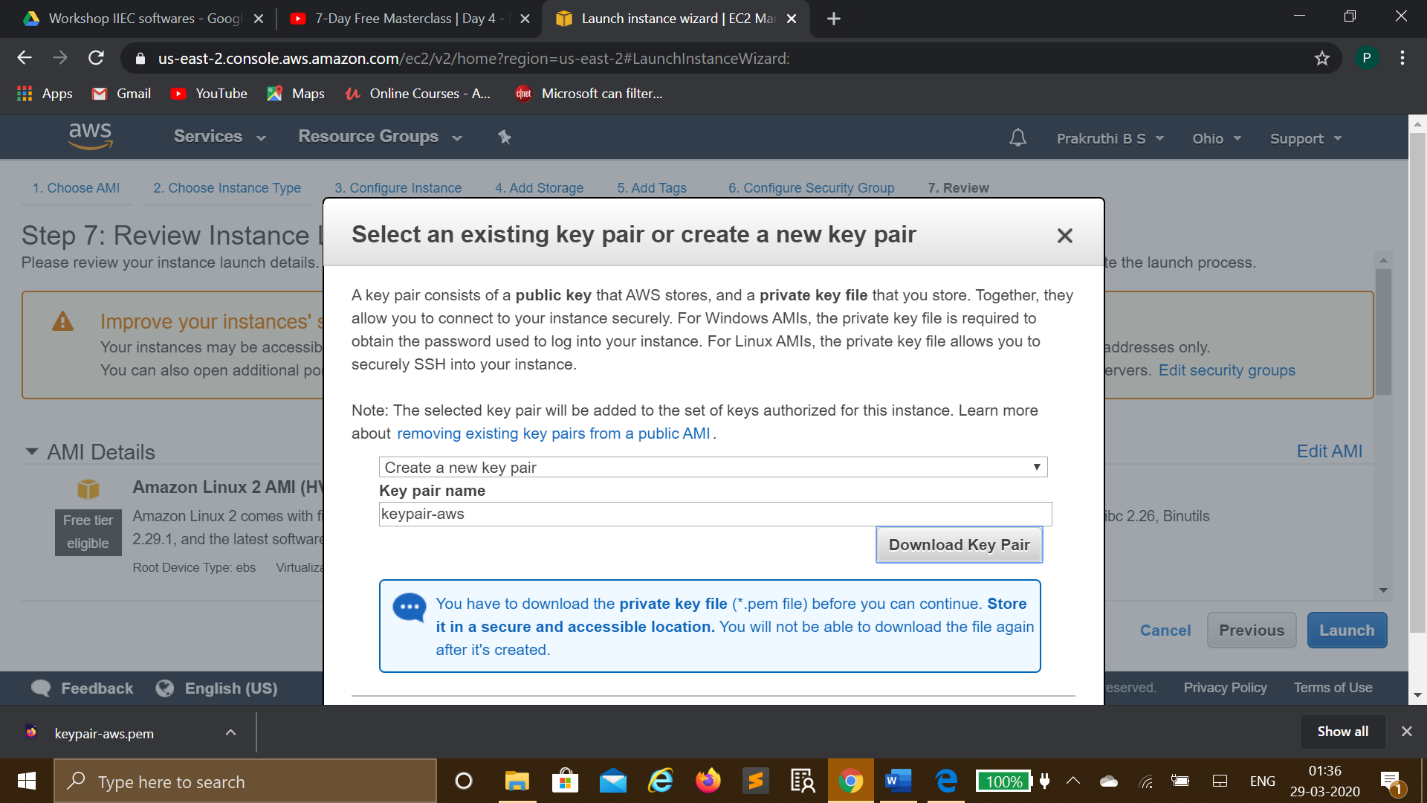 Workshop IIEC softwares - Goog
7-Day Free Masterclass | Day 4 -
Launch instance wizard | EC2 Mar
us-east-2.console.aws.amazon.com/ec2/v2/home?region=us-east-2#LaunchInstanceWizard:
P
Apps
Gmail
YouTube
Maps
Online Courses - A...
cnet
Microsoft can filter...
aws
Services
Resource Groups
Prakruthi B S
Ohio
Support
1. Choose AMI
2. Choose Instance Type
3. Configure Instance
4. Add Storage
5. Add Tags
6. Configure Security Group
7. Review
Step 7: Review Instance L
Please review your instance launch details.
te the launch process.
Improve your instances' s
Your instances may be accessib
addresses only.
You can also open additional por
ervers. Edit security groups
AMI Details
Edit AMI
Amazon Linux 2 AMI (HV
Free tier
eligible
Amazon Linux 2 comes with fi
ibc 2.26, Binutils
2.29.1, and the latest software
Root Device Type: ebs
Virtualiza
Cancel
Previous
Launch
Select an existing key pair or create a new key pair
A key pair consists of a public key that AWS stores, and a private key file that you store. Together, they
allow you to connect to your instance securely. For Windows AMIs, the private key file is required to
obtain the password used to log into your instance. For Linux AMIs, the private key file allows you to
securely SSH into your instance.
Note: The selected key pair will be added to the set of keys authorized for this instance. Learn more
about removing existing key pairs from a public AMI .
Create a new key pair
Key pair name
keypair-aws
Download Key Pair
You have to download the private key file (*.pem file) before you can continue. Store
it in a secure and accessible location. You will not be able to download the file again
after it's created.
Feedback
English (US)
eserved.
Privacy Policy
Terms of Use
keypair-aws.pem
Show all
Type here to search
100%
ENG
01:36
29-03-2020
1